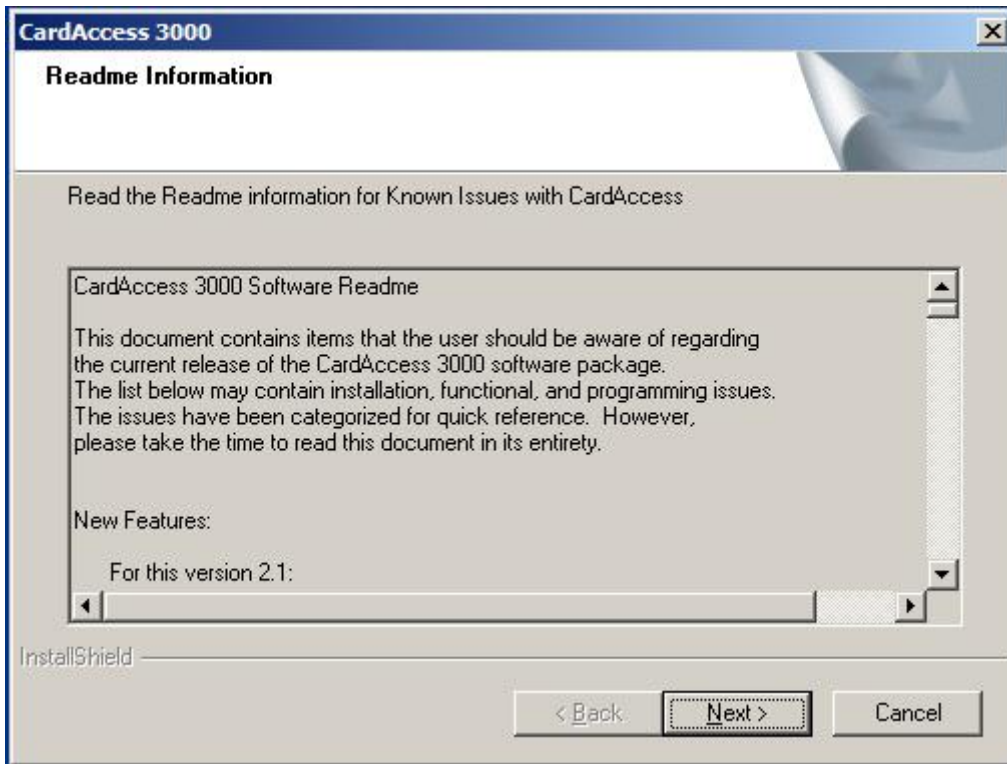 CardAccess 3000
Readme Information
Read the Readme information for Known Issues with CardAccess
CardAccess 3000 Software Readme
This document contains items that the user should be aware of regarding
the current release of the CardAccess 3000 software package.
The list below may contain installation, functional, and programming issues.
The issues have been categorized for quick reference.  However,
please take the time to read this document in its entirety.
New Features:
For this version 2.1:
InstallShield
< Back
Next >
Cancel